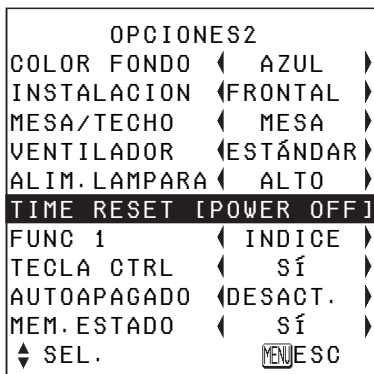 OPCIONES2
COLOR FONDO AZUL
INSTALACION FRONTAL
MESA/TECHO MESA
VENTILADOR ESTÁNDAR
ALIM.LAMPARA ALTO
TIME RESET [POWER OFF]
FUNC 1 INDICE
TECLA CTRL SÍ
AUTOAPAGADO DESACT.
MEM.ESTADO SÍ
SEL. MENU ESC